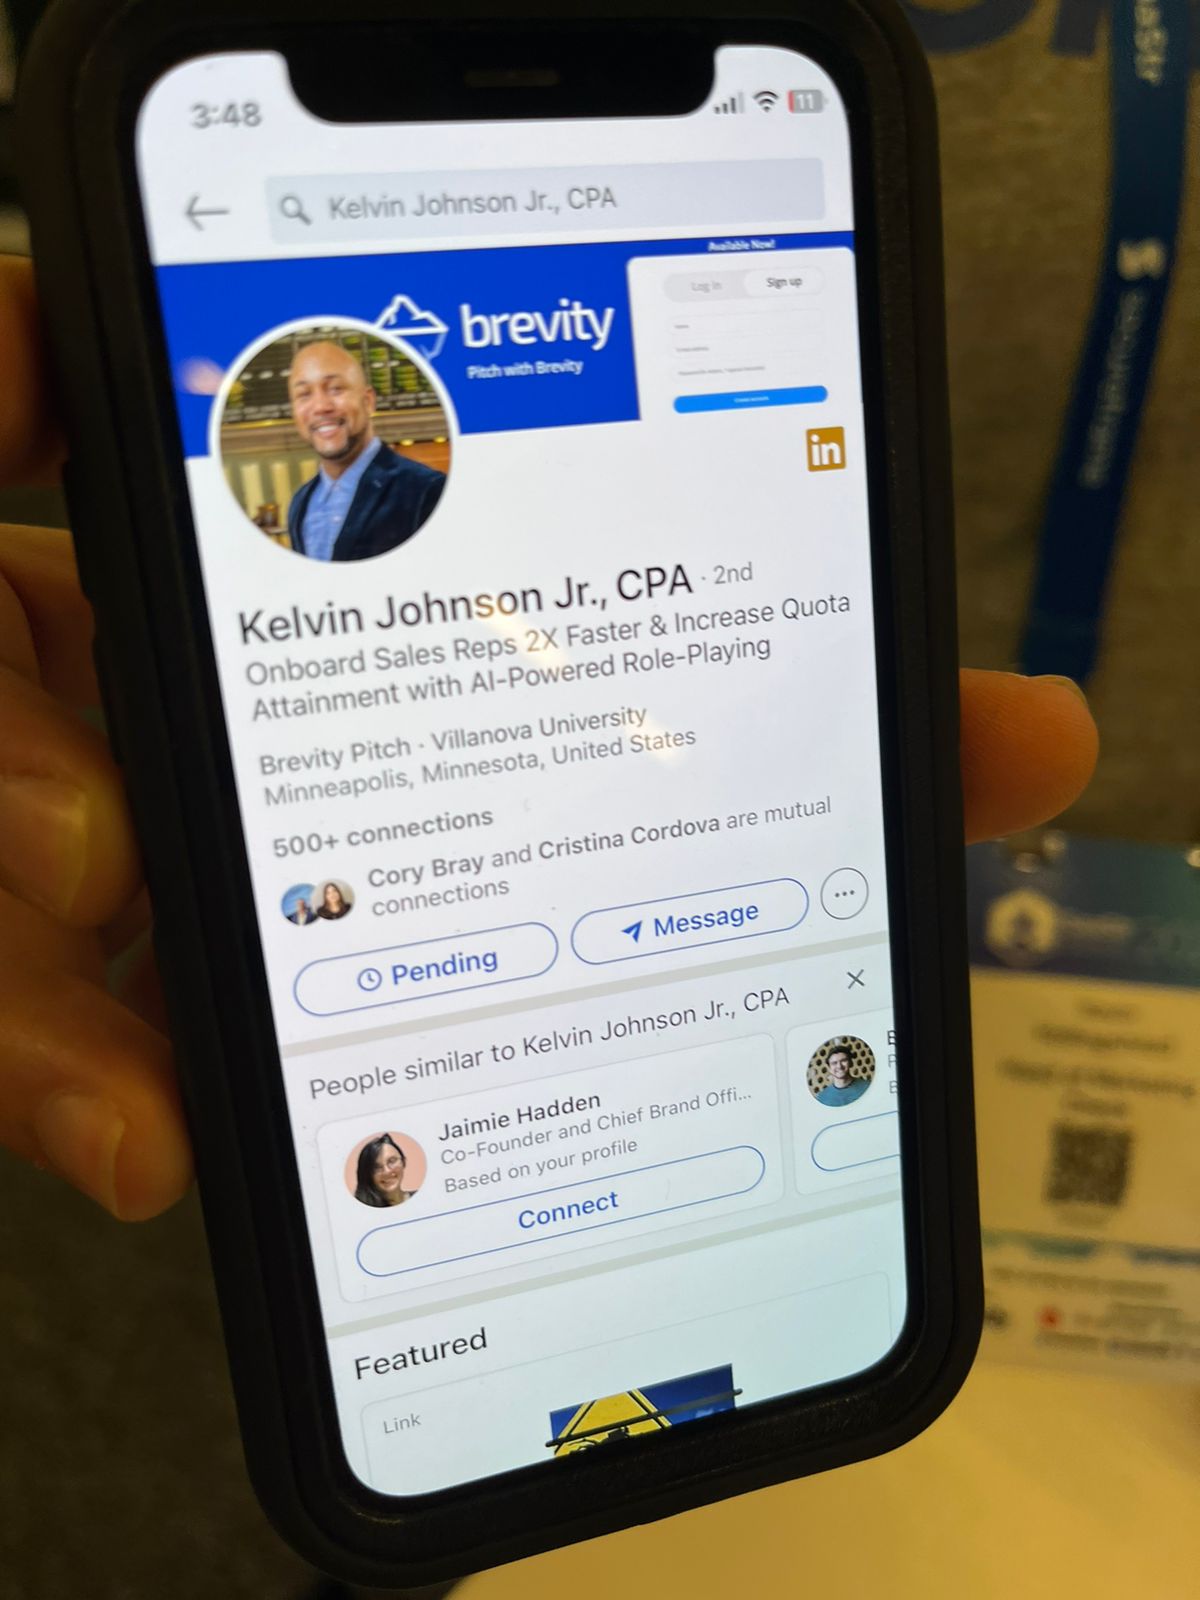 3:48
11
Kelvin Johnson Jr., CPA
Available Now!
Log in
Sign up
brevity
Pitch with Brevity
in
Kelvin Johnson Jr., CPA · 2nd
Onboard Sales Reps 2X Faster & Increase Quota
Attainment with AI-Powered Role-Playing
Brevity Pitch · Villanova University
Minneapolis, Minnesota, United States
500+ connections
Cory Bray and Cristina Cordova are mutual
connections
Pending
Message
People similar to Kelvin Johnson Jr., CPA
Jaimie Hadden
Co-Founder and Chief Brand Offi...
Based on your profile
Connect
Featured
Link